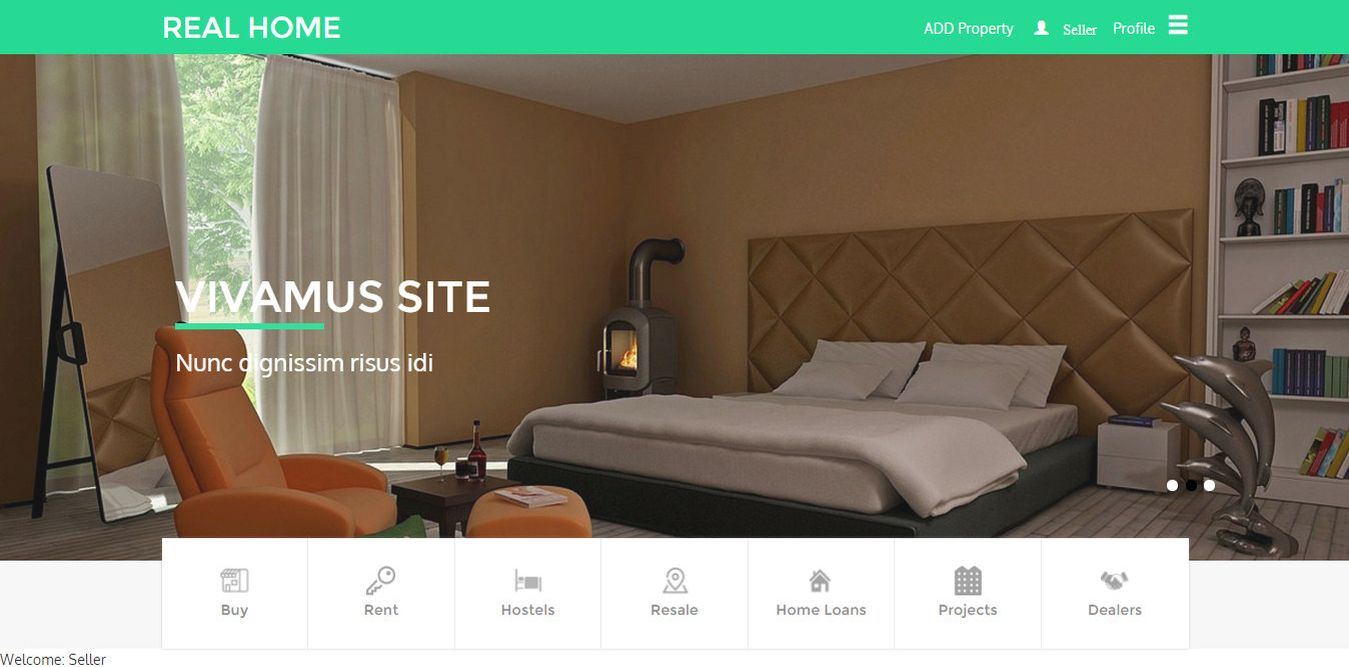 REAL HOME
ADD Property Seller Profile
VIVAMUS SITE
Nunc dignissim risus idi
Buy Rent Hostels Resale Home Loans Projects Dealers
Welcome: Seller